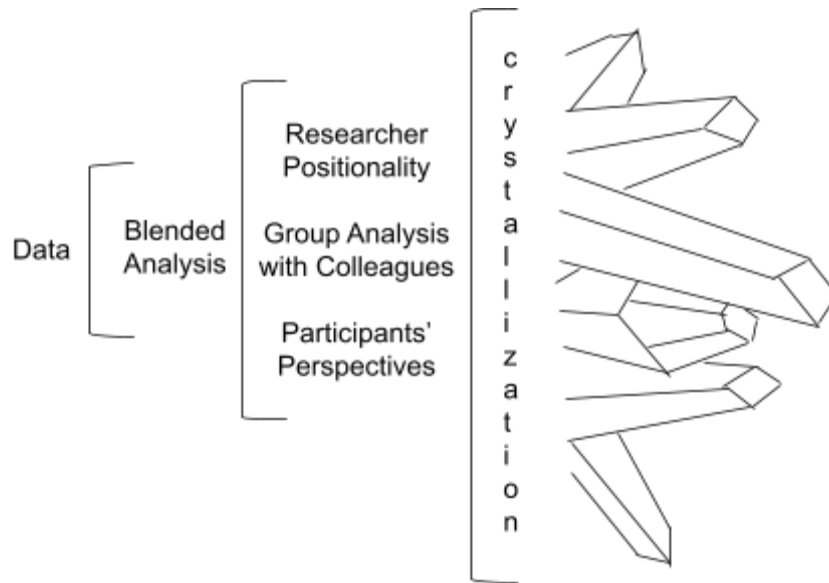 Data
Blended
Analysis
Researcher
Positionality
Group Analysis
with Colleagues
Participants’
Perspectives
c
r
y
s
t
a
l
l
i
z
a
t
i
o
n